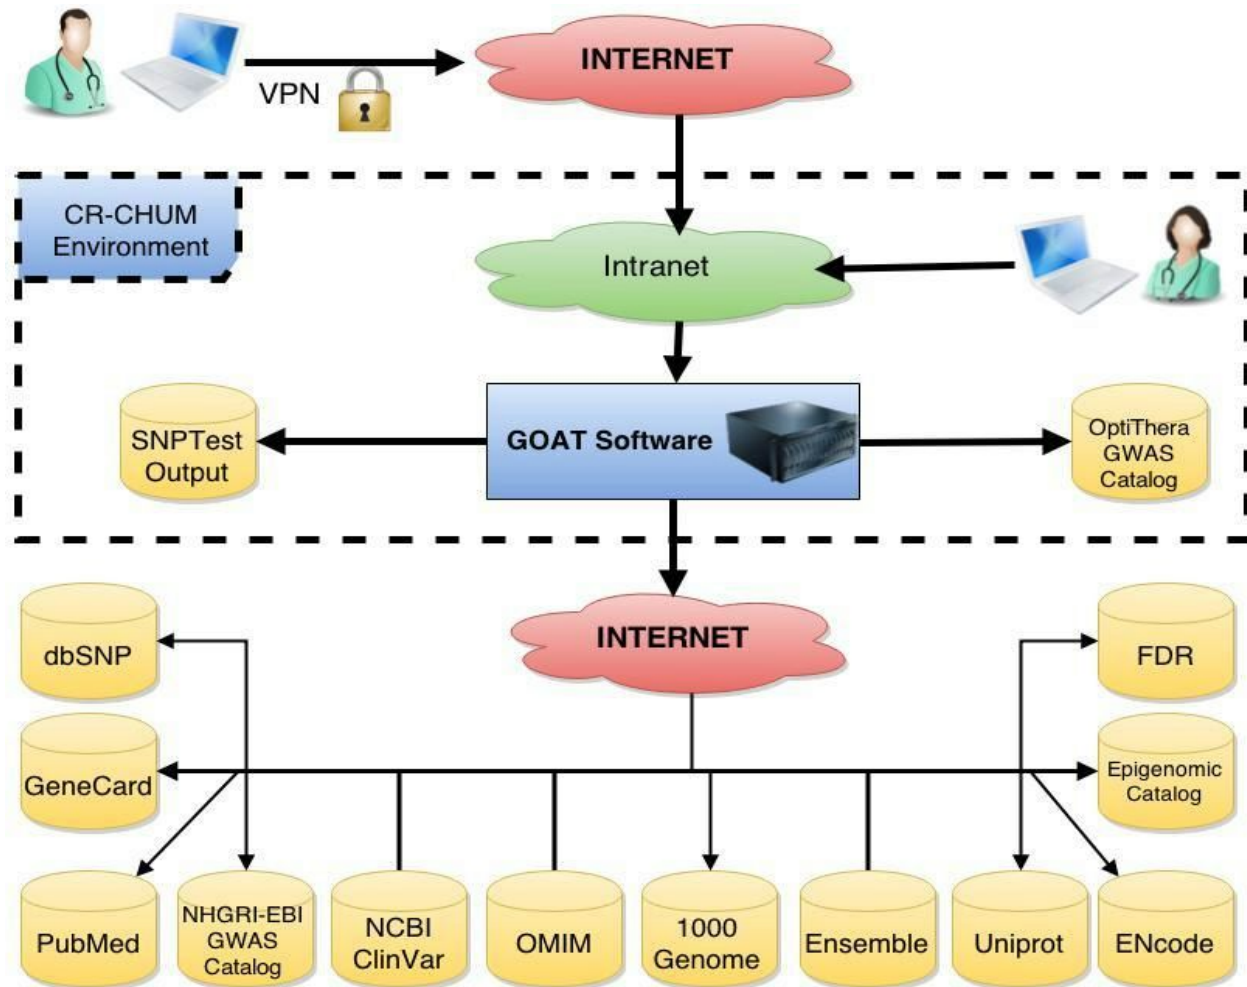 INTERNET
VPN
CR-CHUM
Environment
Intranet
SNPTest
Output
GOAT Software
OptiThera
GWAS
Catalog
INTERNET
dbSNP
FDR
GeneCard
Epigenomic
Catalog
PubMed
NHGRI-EBI
GWAS
Catalog
NCBI
ClinVar
OMIM
1000
Genome
Ensemble
Uniprot
ENcode